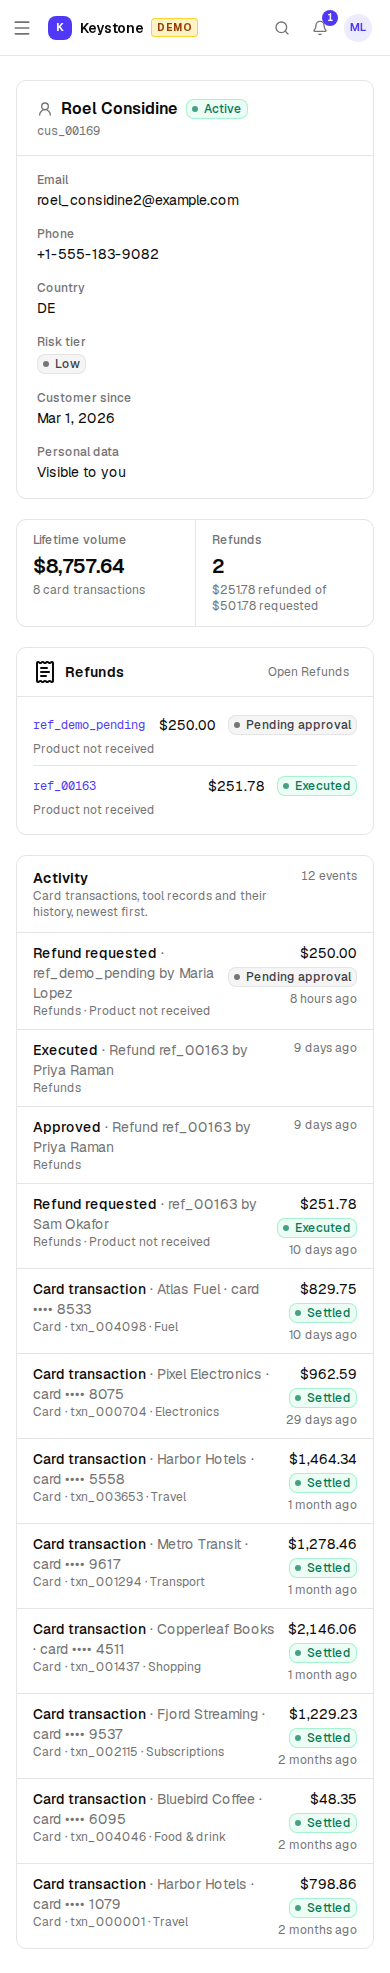 K Keystone DEMO 1 ML
Roel Considine Active
cus_00169
Email
roel_considine2@example.com
Phone
+1-555-183-9082
Country
DE
Risk tier
Low
Customer since
Mar 1, 2026
Personal data
Visible to you
Lifetime volume
$8,757.64
8 card transactions
Refunds
2
$251.78 refunded of
$501.78 requested
Refunds Open Refunds
ref_demo_pending $250.00 Pending approval
Product not received
ref_00163 $251.78 Executed
Product not received
Activity 12 events
Card transactions, tool records and their
history, newest first.
Refund requested · $250.00
ref_demo_pending by Maria Pending approval
Lopez 8 hours ago
Refunds · Product not received
Executed · Refund ref_00163 by 9 days ago
Priya Raman
Refunds
Approved · Refund ref_00163 by 9 days ago
Priya Raman
Refunds
Refund requested · ref_00163 by $251.78
Sam Okafor Executed
Refunds · Product not received 10 days ago
Card transaction · Atlas Fuel · card $829.75
•••• 8533 Settled
Card · txn_004098 · Fuel 10 days ago
Card transaction · Pixel Electronics · $962.59
card •••• 8075 Settled
Card · txn_000704 · Electronics 29 days ago
Card transaction · Harbor Hotels · $1,464.34
card •••• 5558 Settled
Card · txn_003653 · Travel 1 month ago
Card transaction · Metro Transit · $1,278.46
card •••• 9617 Settled
Card · txn_001294 · Transport 1 month ago
Card transaction · Copperleaf Books $2,146.06
· card •••• 4511 Settled
Card · txn_001437 · Shopping 1 month ago
Card transaction · Fjord Streaming · $1,229.23
card •••• 9537 Settled
Card · txn_002115 · Subscriptions 2 months ago
Card transaction · Bluebird Coffee · $48.35
card •••• 6095 Settled
Card · txn_004046 · Food & drink 2 months ago
Card transaction · Harbor Hotels · $798.86
card •••• 1079 Settled
Card · txn_000001 · Travel 2 months ago